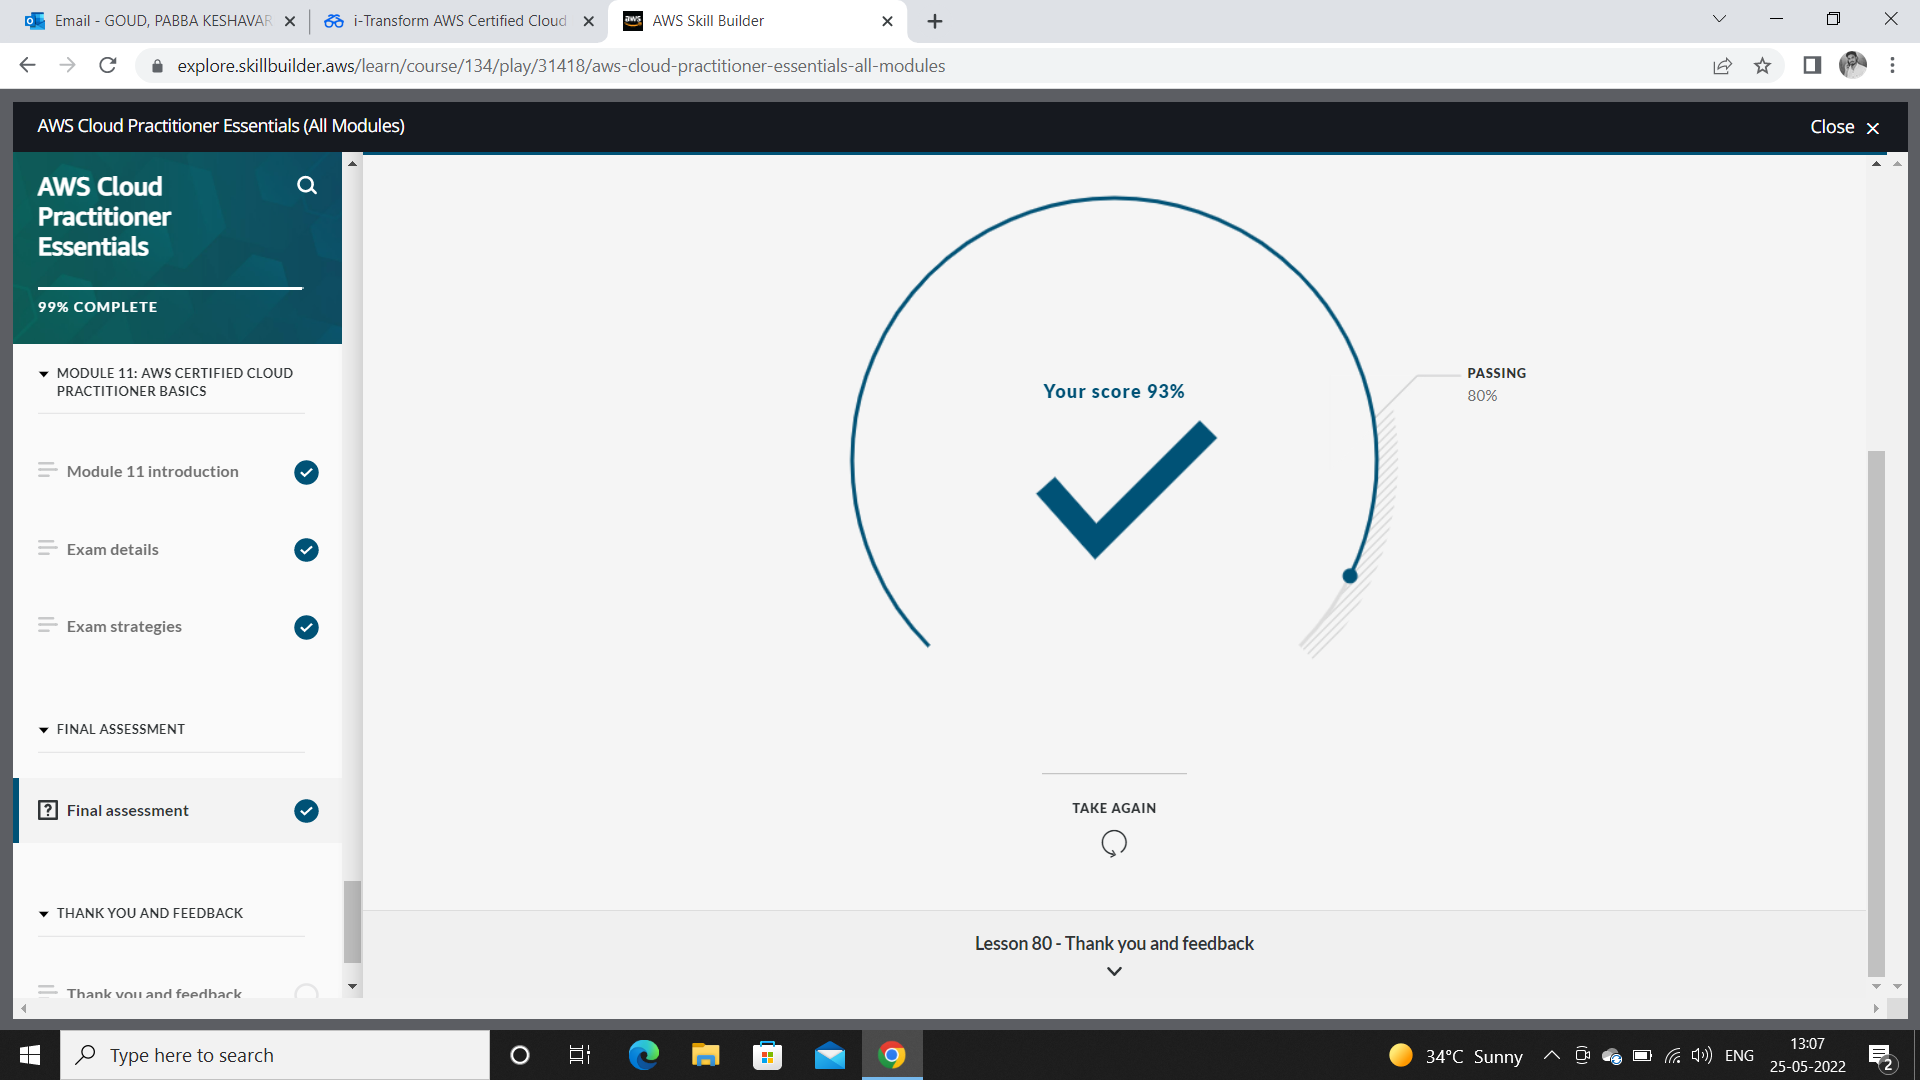 Email - GOUD, PABBA KESHAVAR
i-Transform AWS Certified Cloud
aws
AWS Skill Builder
explore.skillbuilder.aws/learn/course/134/play/31418/aws-cloud-practitioner-essentials-all-modules
AWS Cloud Practitioner Essentials (All Modules)
Close
AWS Cloud
Practitioner
Essentials
99% COMPLETE
MODULE 11: AWS CERTIFIED CLOUD
PRACTITIONER BASICS
Module 11 introduction
Exam details
Exam strategies
FINAL ASSESSMENT
Final assessment
THANK YOU AND FEEDBACK
Thank you and feedback
Your score 93%
PASSING
80%
TAKE AGAIN
Lesson 80 - Thank you and feedback
Type here to search
34°C Sunny
ENG
13:07
25-05-2022
2